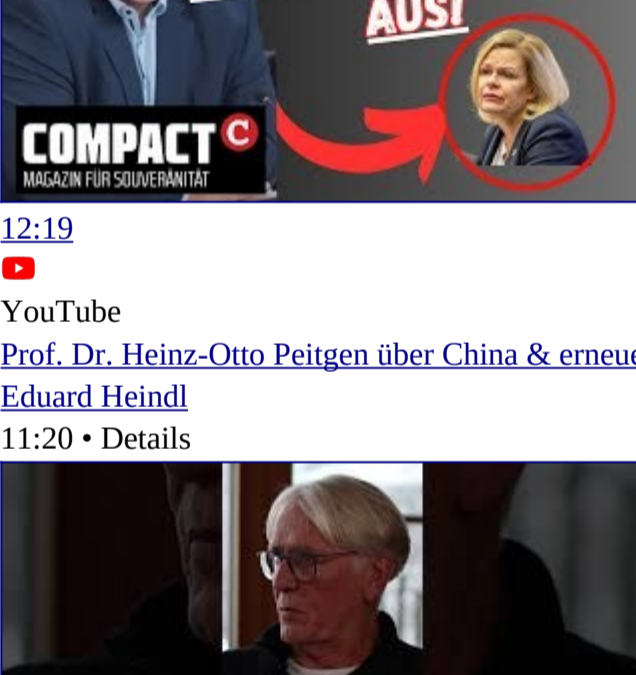 AUS!
COMPACT C
MAGAZIN FÜR SOUVERÄNITÄT
12:19
YouTube
Prof. Dr. Heinz-Otto Peitgen über China & erneue
Eduard Heindl
11:20 • Details